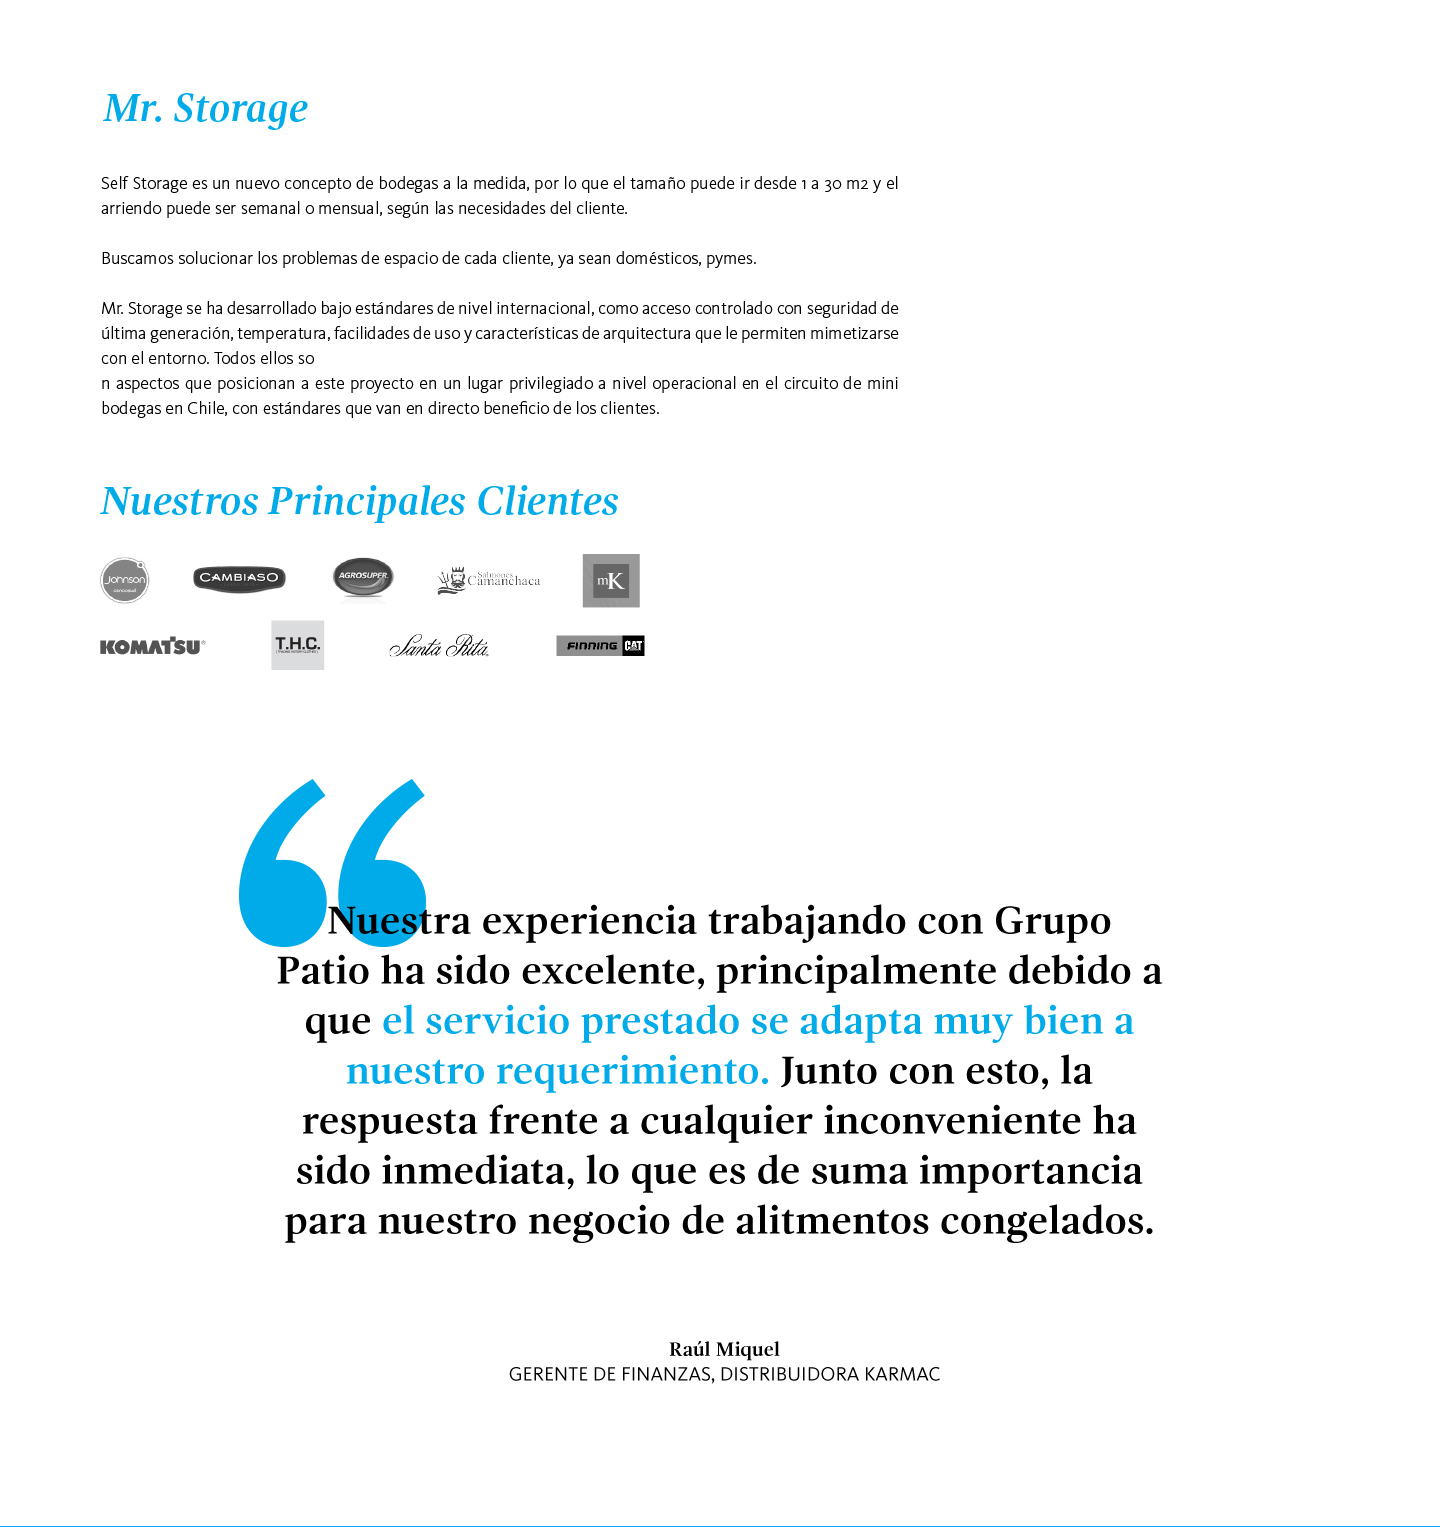 Mr. Storage
Self Storage es un nuevo concepto de bodegas a la medida, por lo que el tamaño puede ir desde 1 a 30 m2 y el
arriendo puede ser semanal o mensual, según las necesidades del cliente.
Buscamos solucionar los problemas de espacio de cada cliente, ya sean domésticos, pymes.
Mr. Storage se ha desarrollado bajo estándares de nivel internacional, como acceso controlado con seguridad de
última generación, temperatura, facilidades de uso y características de arquitectura que le permiten mimetizarse
con el entorno. Todos ellos so
n aspectos que posicionan a este proyecto en un lugar privilegiado a nivel operacional en el circuito de mini
bodegas en Chile, con estándares que van en directo beneficio de los clientes.
Nuestros Principales Clientes
Johnson
cencosud
CAMBIASO
AGROSUPER
Salmones
Camanchaca
mK
KOMATSU®
T.H.C.
Santa Rita
FINNING CAT
“
Nuestra experiencia trabajando con Grupo
Patio ha sido excelente, principalmente debido a
que el servicio prestado se adapta muy bien a
nuestro requerimiento. Junto con esto, la
respuesta frente a cualquier inconveniente ha
sido inmediata, lo que es de suma importancia
para nuestro negocio de alitmentos congelados.
Raúl Miquel
GERENTE DE FINANZAS, DISTRIBUIDORA KARMAC